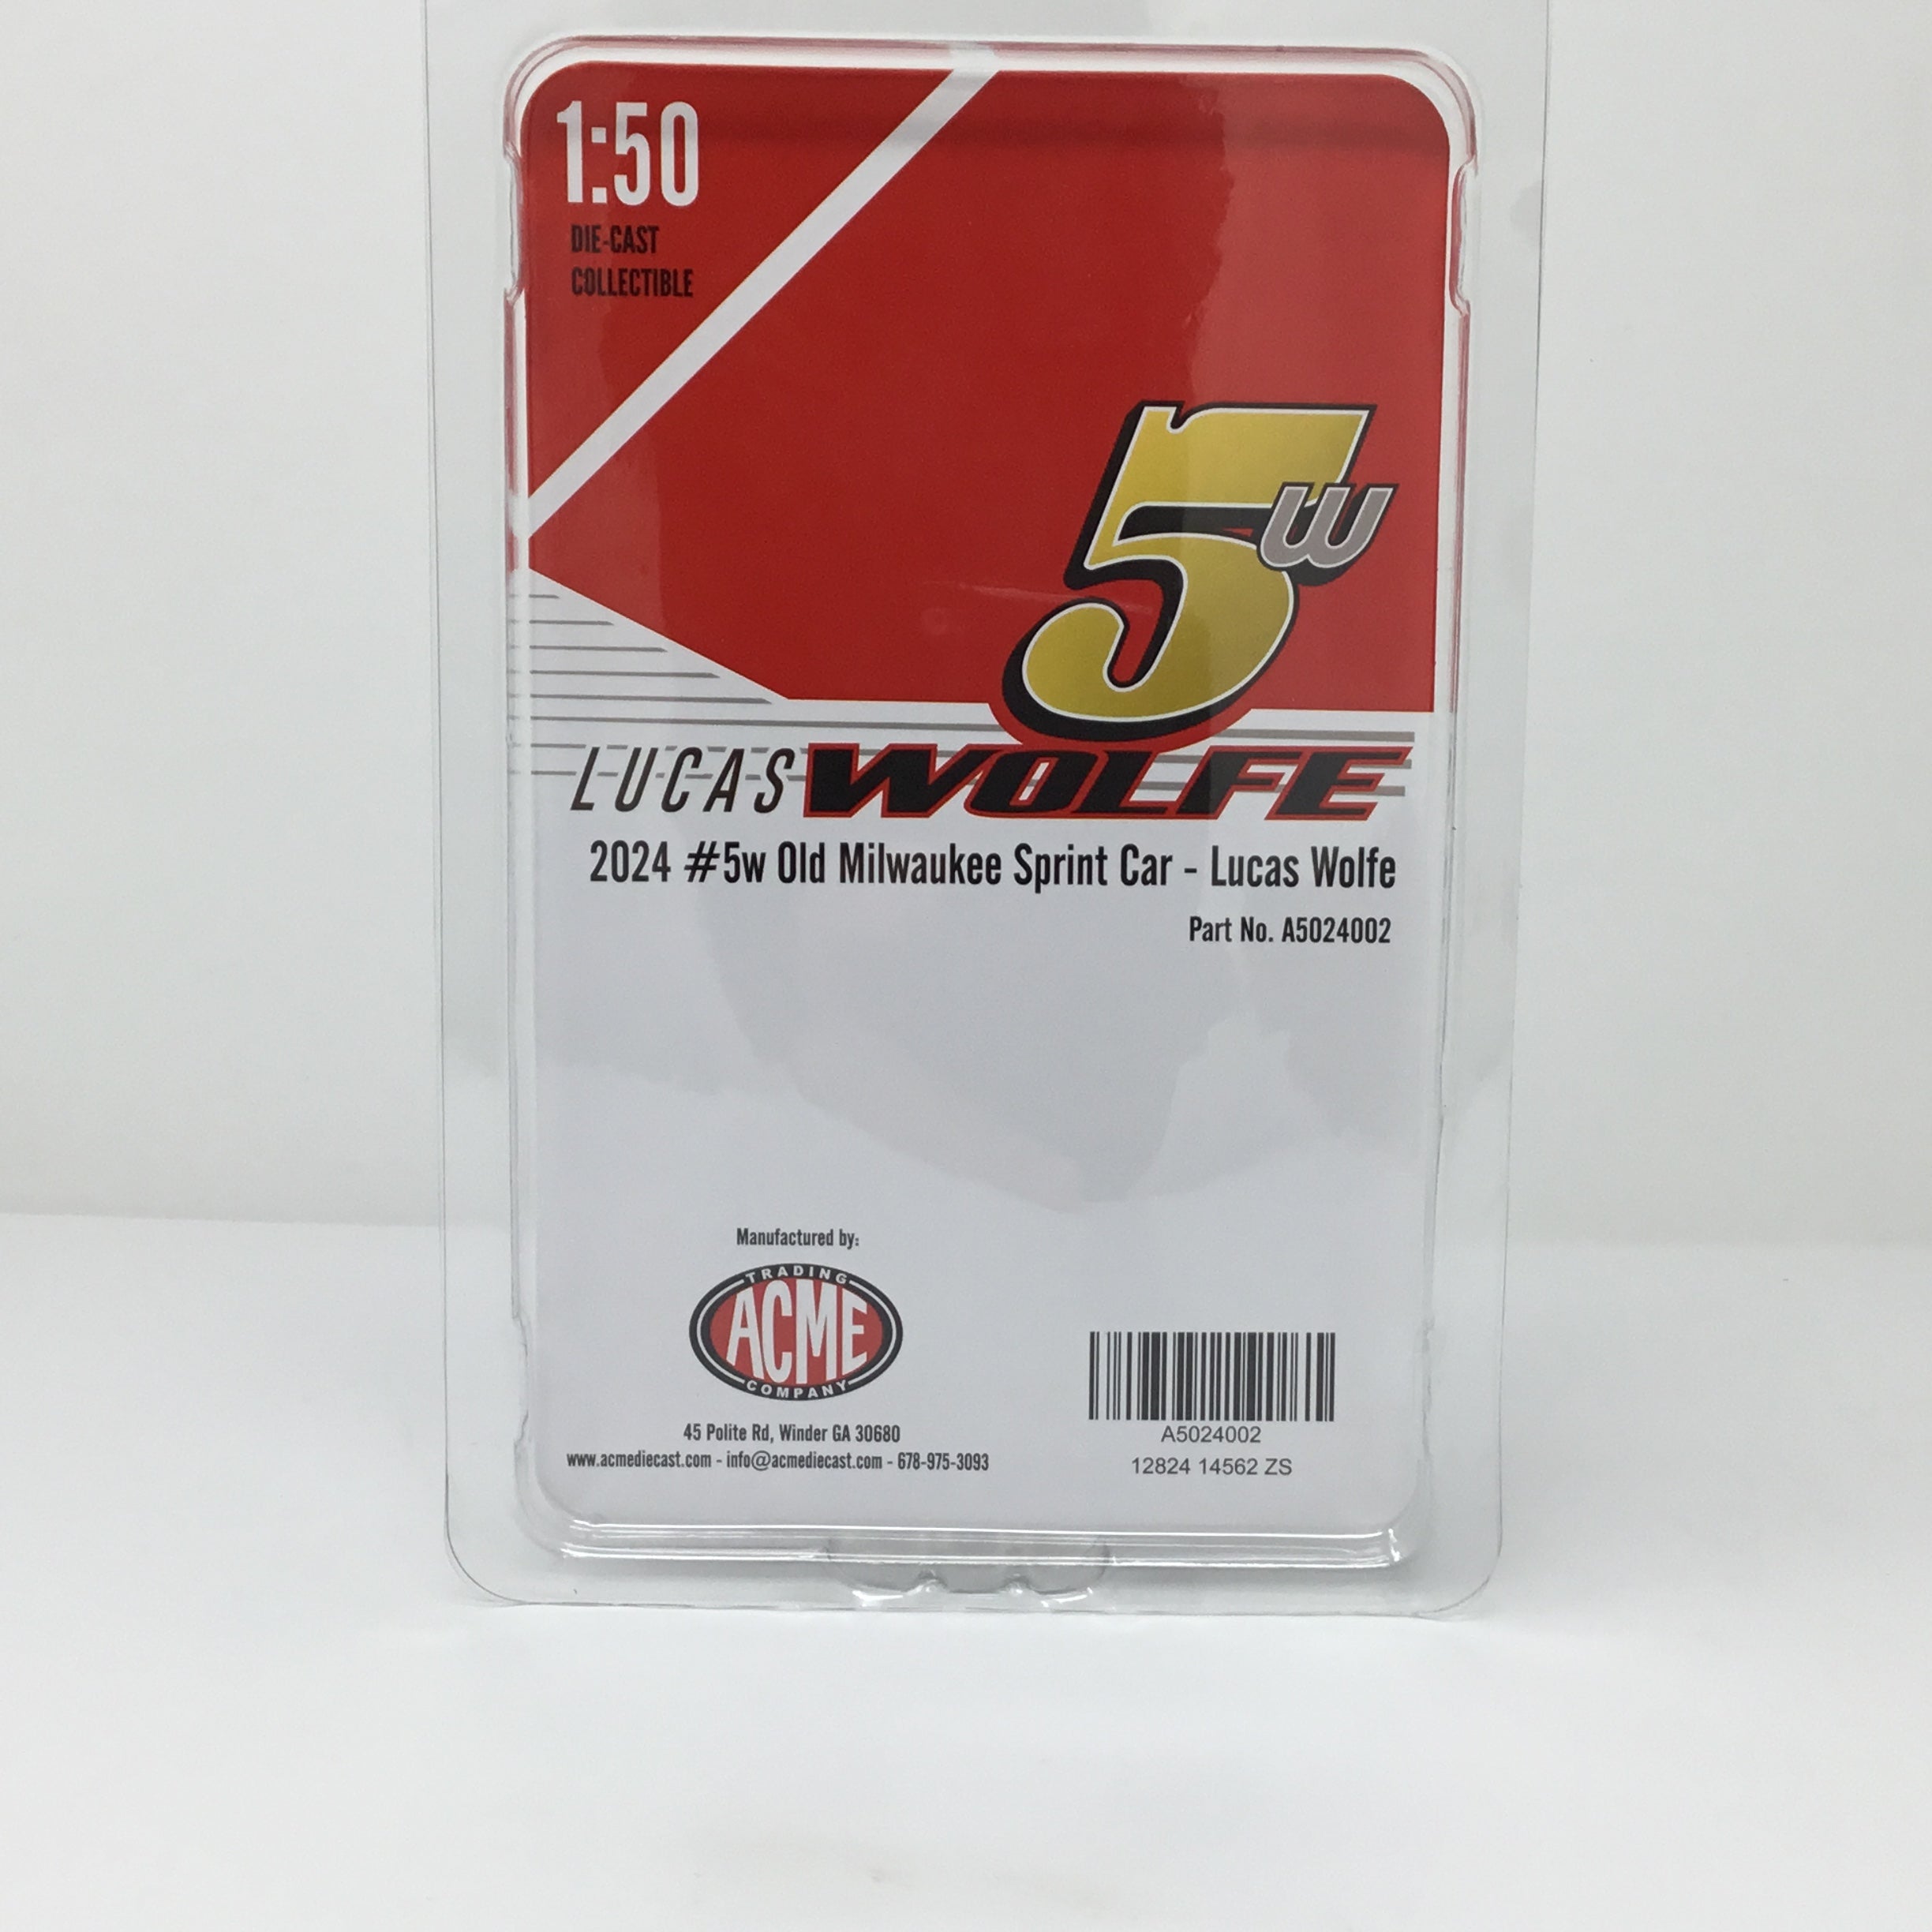 1:50
DIE-CAST
COLLECTIBLE
5w
LUCAS WOLFE
2024 #5w Old Milwaukee Sprint Car - Lucas Wolfe
Part No. A5024002
Manufactured by:
TRADING
ACME
COMPANY
45 Polite Rd, Winder GA 30680
www.acmediecast.com - info@acmediecast.com - 678-975-3093
A5024002
12824 14562 ZS